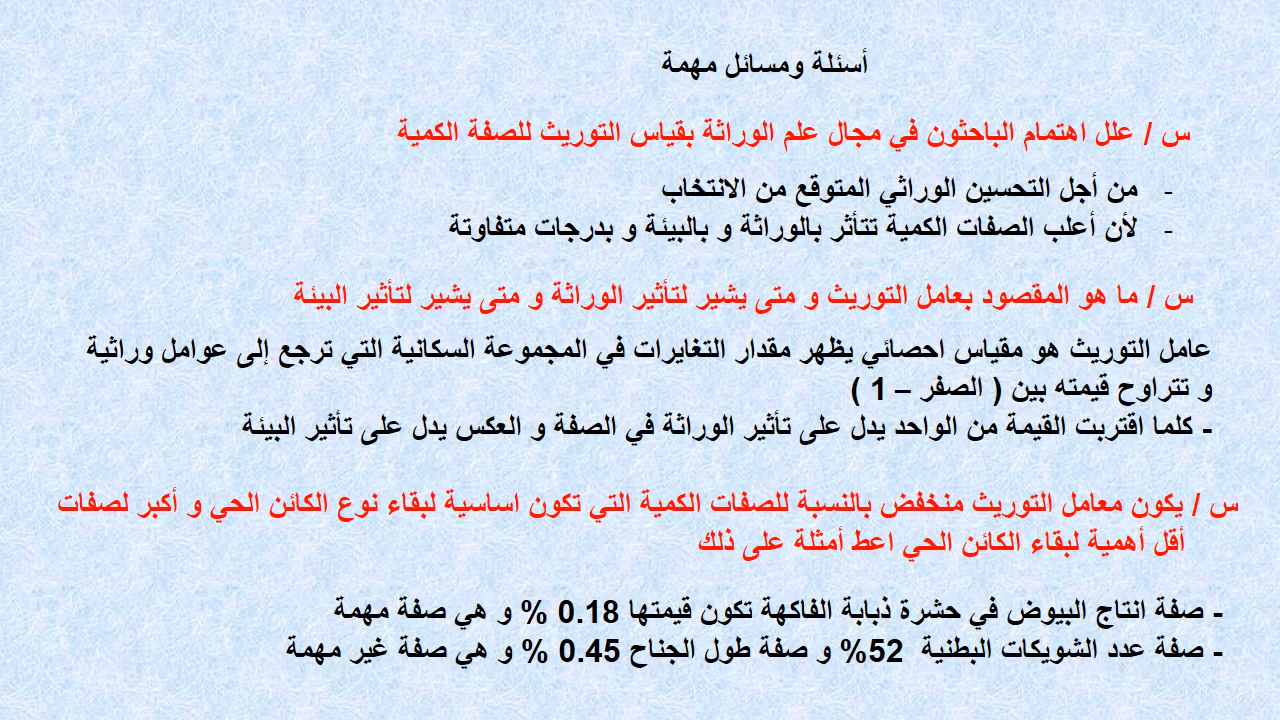 أسئلة ومسائل مهمة
س / علل اهتمام الباحثون في مجال علم الوراثة بقياس التوريث للصفة الكمية
- من أجل التحسين الوراثي المتوقع من الانتخاب
- لأن أعلب الصفات الكمية تتأثر بالوراثة و بالبيئة و بدرجات متفاوتة
س / ما هو المقصود بعامل التوريث و متى يشير لتأثير الوراثة و متى يشير لتأثير البيئة
عامل التوريث هو مقياس احصائي يظهر مقدار التغايرات في المجموعة السكانية التي ترجع إلى عوامل وراثية
و تتراوح قيمته بين ( الصفر – 1 )
- كلما اقتربت القيمة من الواحد يدل على تأثير الوراثة في الصفة و العكس يدل على تأثير البيئة
س / يكون معامل التوريث منخفض بالنسبة للصفات الكمية التي تكون اساسية لبقاء نوع الكائن الحي و أكبر لصفات
أقل أهمية لبقاء الكائن الحي اعط أمثلة على ذلك
- صفة انتاج البيوض في حشرة ذبابة الفاكهة تكون قيمتها 0.18 % و هي صفة مهمة
- صفة عدد الشويكات البطنية 52% و صفة طول الجناح 0.45 % و هي صفة غير مهمة